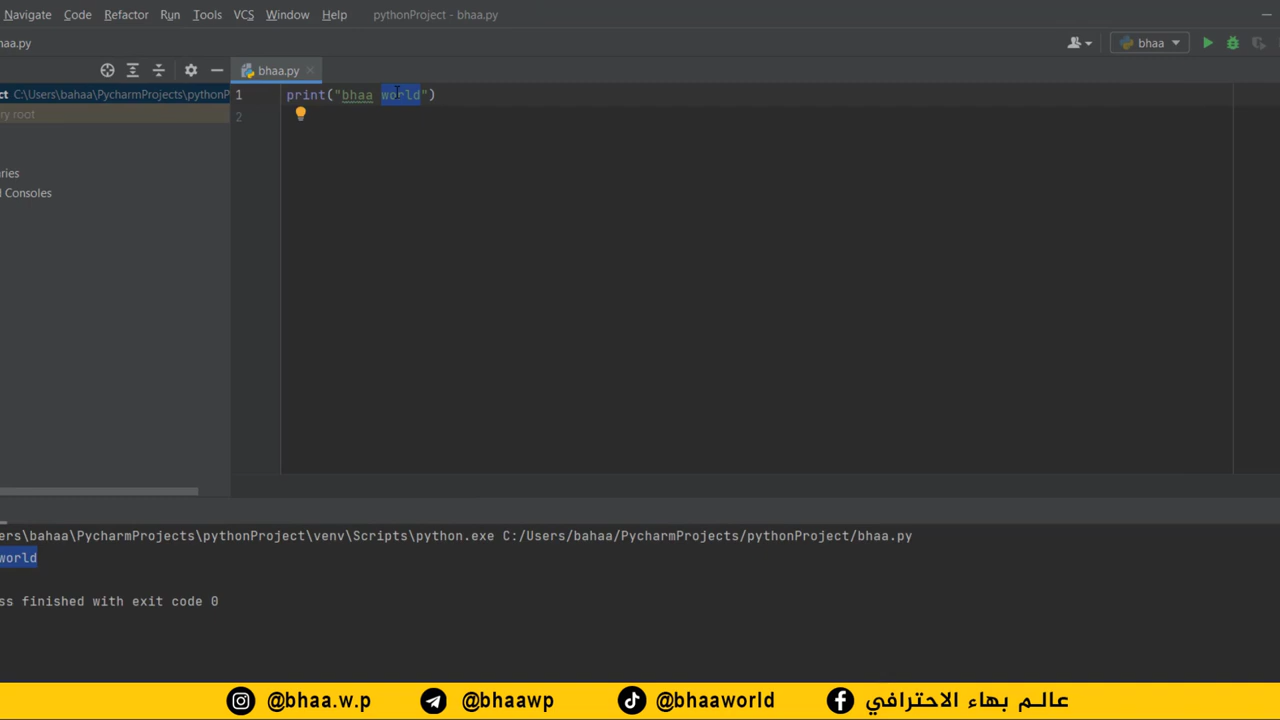 Navigate Code Refactor Run Tools VCS Window Help pythonProject - bhaa.py
haa.py
bhaa
bhaa.py
ct C:\Users\bahaa\PycharmProjects\pythonP
ry root
ries
l Consoles
1 print("bhaa world")
2
ers\bahaa\PycharmProjects\pythonProject\venv\Scripts\python.exe C:/Users/bahaa/PycharmProjects/pythonProject/bhaa.py
world
ss finished with exit code 0
@bhaa.w.p @bhaawp @bhaaworld عالم بهاء الاحترافي